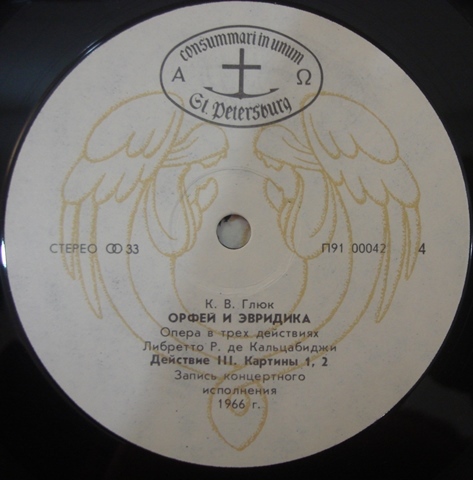 consummari in unum
Α Ω
St. Petersburg
СТЕРЕО 33 П91 00042 4
К. В. Глюк
ОРФЕЙ И ЭВРИДИКА
Опера в трех действиях
Либретто Р. де Кальцабиджи
Действие III. Картины 1, 2
Запись концертного
исполнения
1966 г.